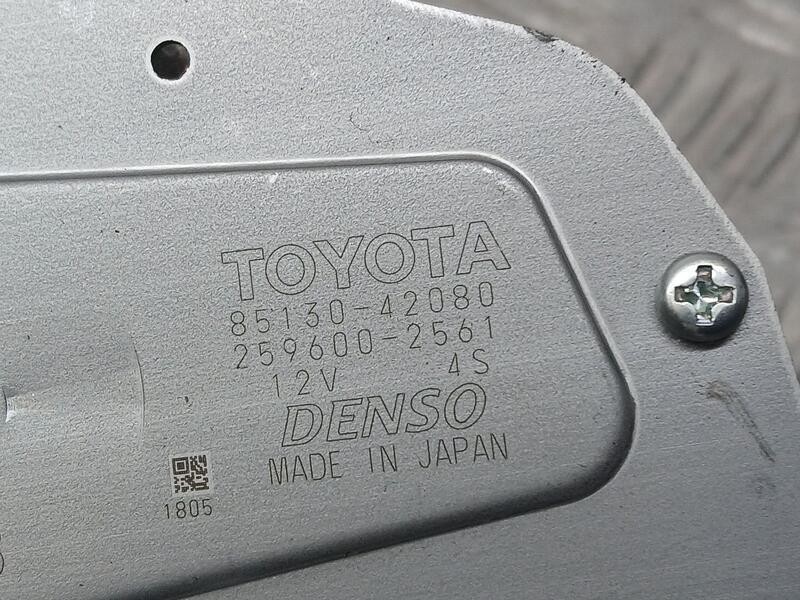 TOYOTA
85130-42080
259600-2561
12V 4S
DENSO
MADE IN JAPAN
1805